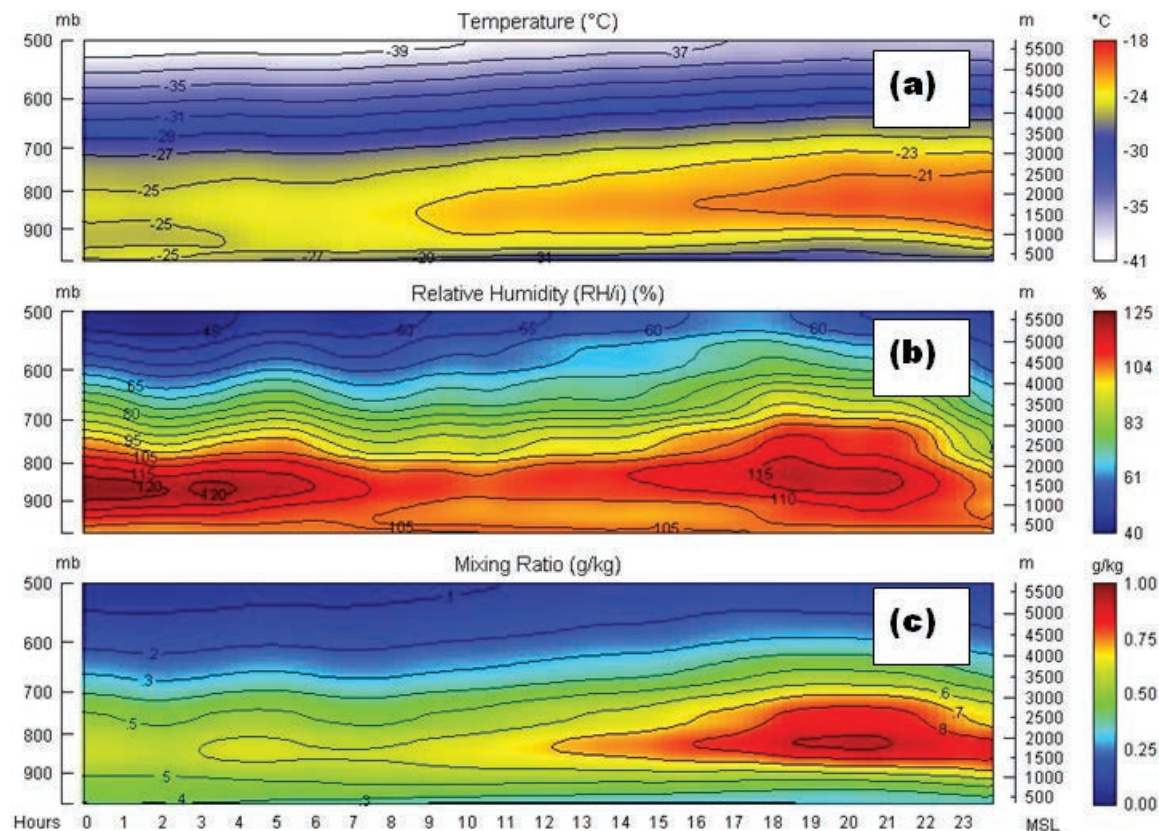 mb Temperature (°C) m °C
500 -39 -37 (a) 5500 -18
-35 5000
600 -31 4500 -24
-29 4000
700 -27 3500 -30
-23 3000
-25 -21 2500
800 2000 -35
-25 1500
900 1000
-25 -27 -29 -31 500 -41
mb Relative Humidity (RH/i) (%) m %
500 45 50 55 60 60 (b) 5500 125
5000
600 4500 104
65 4000
80 3500
700 3000 83
95 2500
800 105 2000 61
115 115 1500
120 120 110
900 1000
105 105 500 40
mb Mixing Ratio (g/kg) m g/kg
500 .1 (c) 5500 1.00
5000
600 .2 4500 0.75
4000
.3 3500
700 .6 3000 0.50
.5 .7 2500
800 .8 2000 0.25
1500
900 .5 1000
.4 .3 500 0.00
Hours 0 1 2 3 4 5 6 7 8 9 10 11 12 13 14 15 16 17 18 19 20 21 22 23 MSL